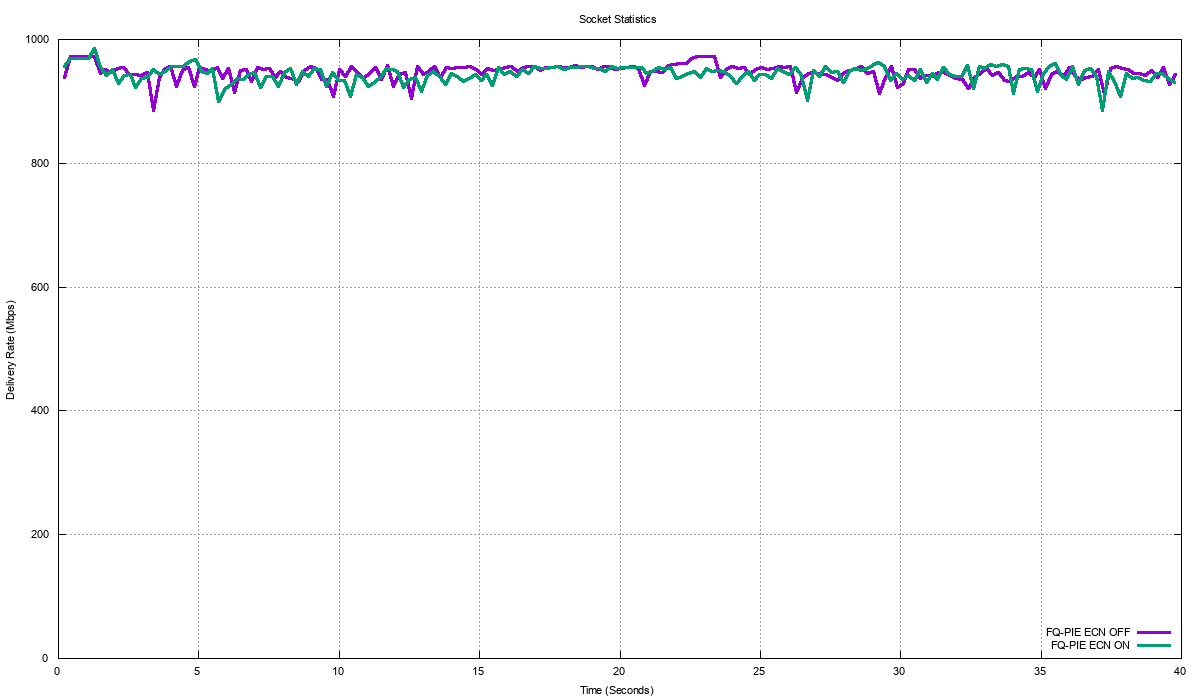 Socket Statistics
1000
800
600
400
200
0
Delivery Rate (Mbps)
FQ-PIE ECN OFF
FQ-PIE ECN ON
0 5 10 15 20 25 30 35 40
Time (Seconds)